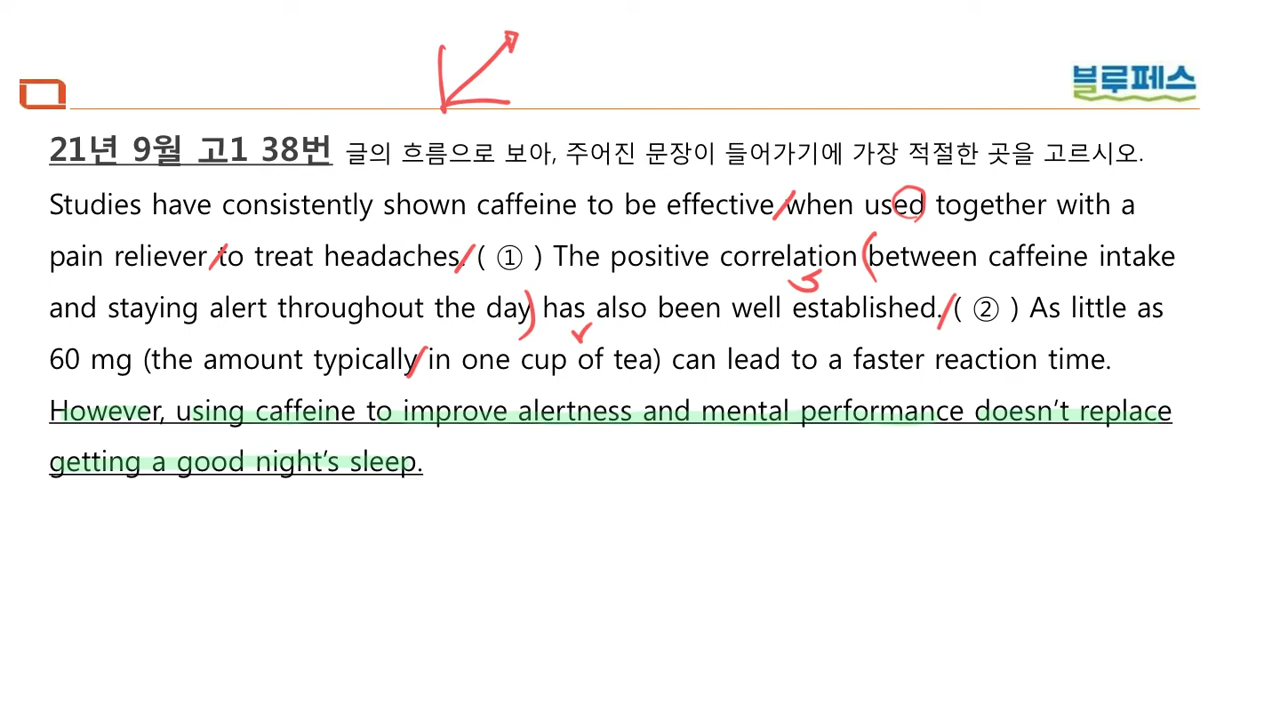 블루페스
21년 9월 고1 38번 글의 흐름으로 보아, 주어진 문장이 들어가기에 가장 적절한 곳을 고르시오.
Studies have consistently shown caffeine to be effective when used together with a
pain reliever to treat headaches. ( ① ) The positive correlation between caffeine intake
and staying alert throughout the day has also been well established. ( ② ) As little as
60 mg (the amount typically in one cup of tea) can lead to a faster reaction time.
However, using caffeine to improve alertness and mental performance doesn’t replace
getting a good night’s sleep.